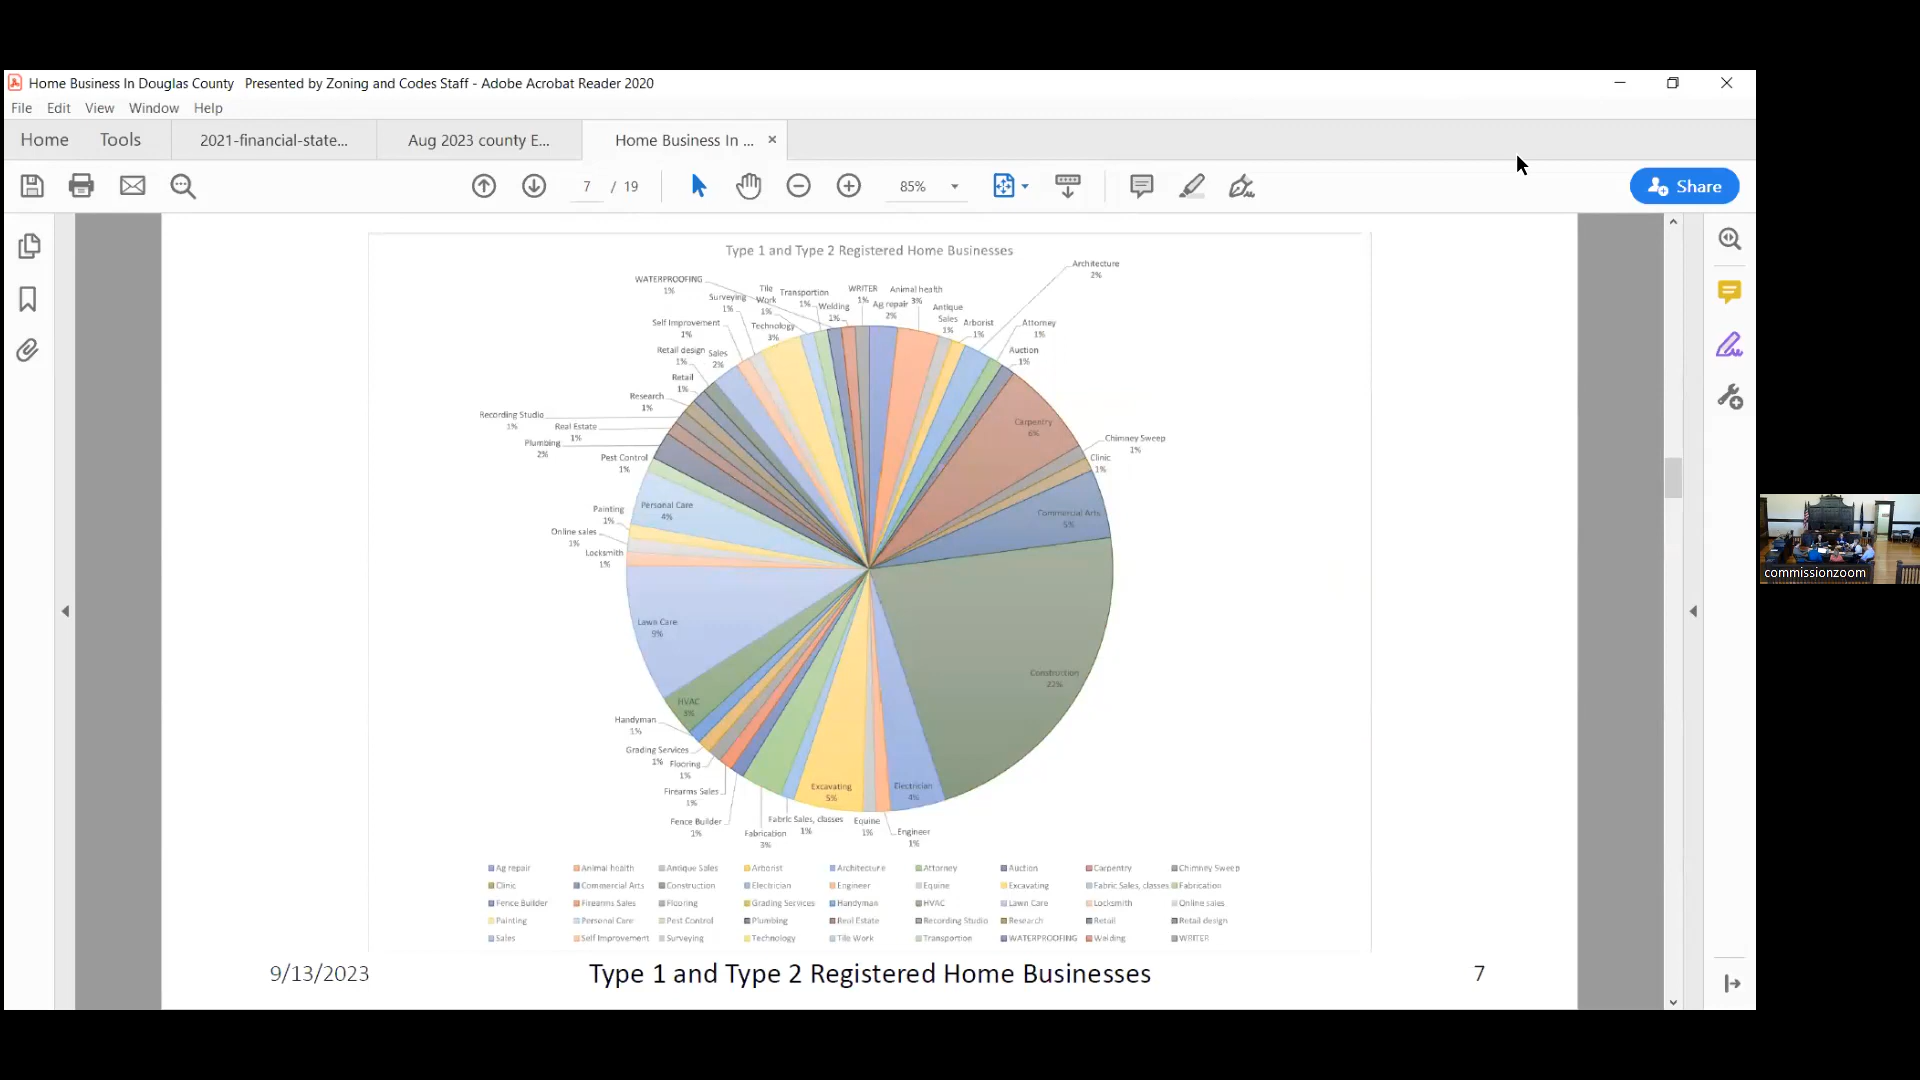 Home Business In Douglas County   Presented by Zoning and Codes Staff - Adobe Acrobat Reader 2020
File Edit View Window Help
Home Tools 2021-financial-state... Aug 2023 county E... Home Business In ...
7 / 19 85% Share
Type 1 and Type 2 Registered Home Businesses
Architecture
2%
WATERPROOFING
1%
Surveying
1%
Tile
Work
1%
Transportion
1%
Welding
1%
WRITER
1%
Animal health
3%
Ag repair
2%
Antique
Sales
1%
Arborist
1%
Attorney
1%
Auction
1%
Self Improvement
1%
Technology
3%
Retail design
1%
Sales
2%
Retail
1%
Research
1%
Recording Studio
1%
Real Estate
1%
Plumbing
2%
Pest Control
1%
Carpentry
6%
Chimney Sweep
1%
Clinic
1%
Commercial Arts
5%
Personal Care
4%
Painting
1%
Online sales
1%
Locksmith
1%
Lawn Care
9%
Construction
22%
HVAC
3%
Handyman
1%
Grading Services
1%
Flooring
1%
Firearms Sales
1%
Fence Builder
1%
Fabrication
3%
Fabric Sales, classes
1%
Excavating
5%
Equine
1%
Engineer
1%
Electrician
4%
Ag repair Animal health Antique Sales Arborist Architecture Attorney Auction Carpentry Chimney Sweep
Clinic Commercial Arts Construction Electrician Engineer Equine Excavating Fabric Sales, classes Fabrication
Fence Builder Firearms Sales Flooring Grading Services Handyman HVAC Lawn Care Locksmith Online sales
Painting Personal Care Pest Control Plumbing Real Estate Recording Studio Research Retail Retail design
Sales Self Improvement Surveying Technology Tile Work Transportion WATERPROOFING Welding WRITER
9/13/2023 Type 1 and Type 2 Registered Home Businesses 7
commissionzoom